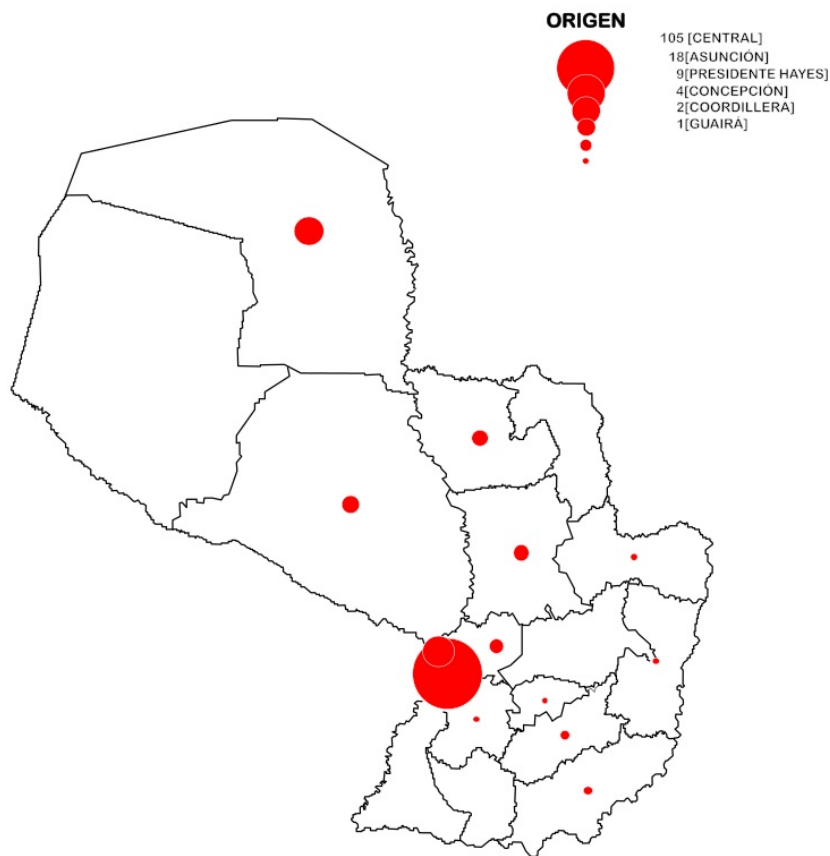 ORIGEN
105 [CENTRAL]
18[ASUNCIÓN]
9[PRESIDENTE HAYES]
4[CONCEPCIÓN]
2[COORDILLERA]
1[GUAIRÁ]